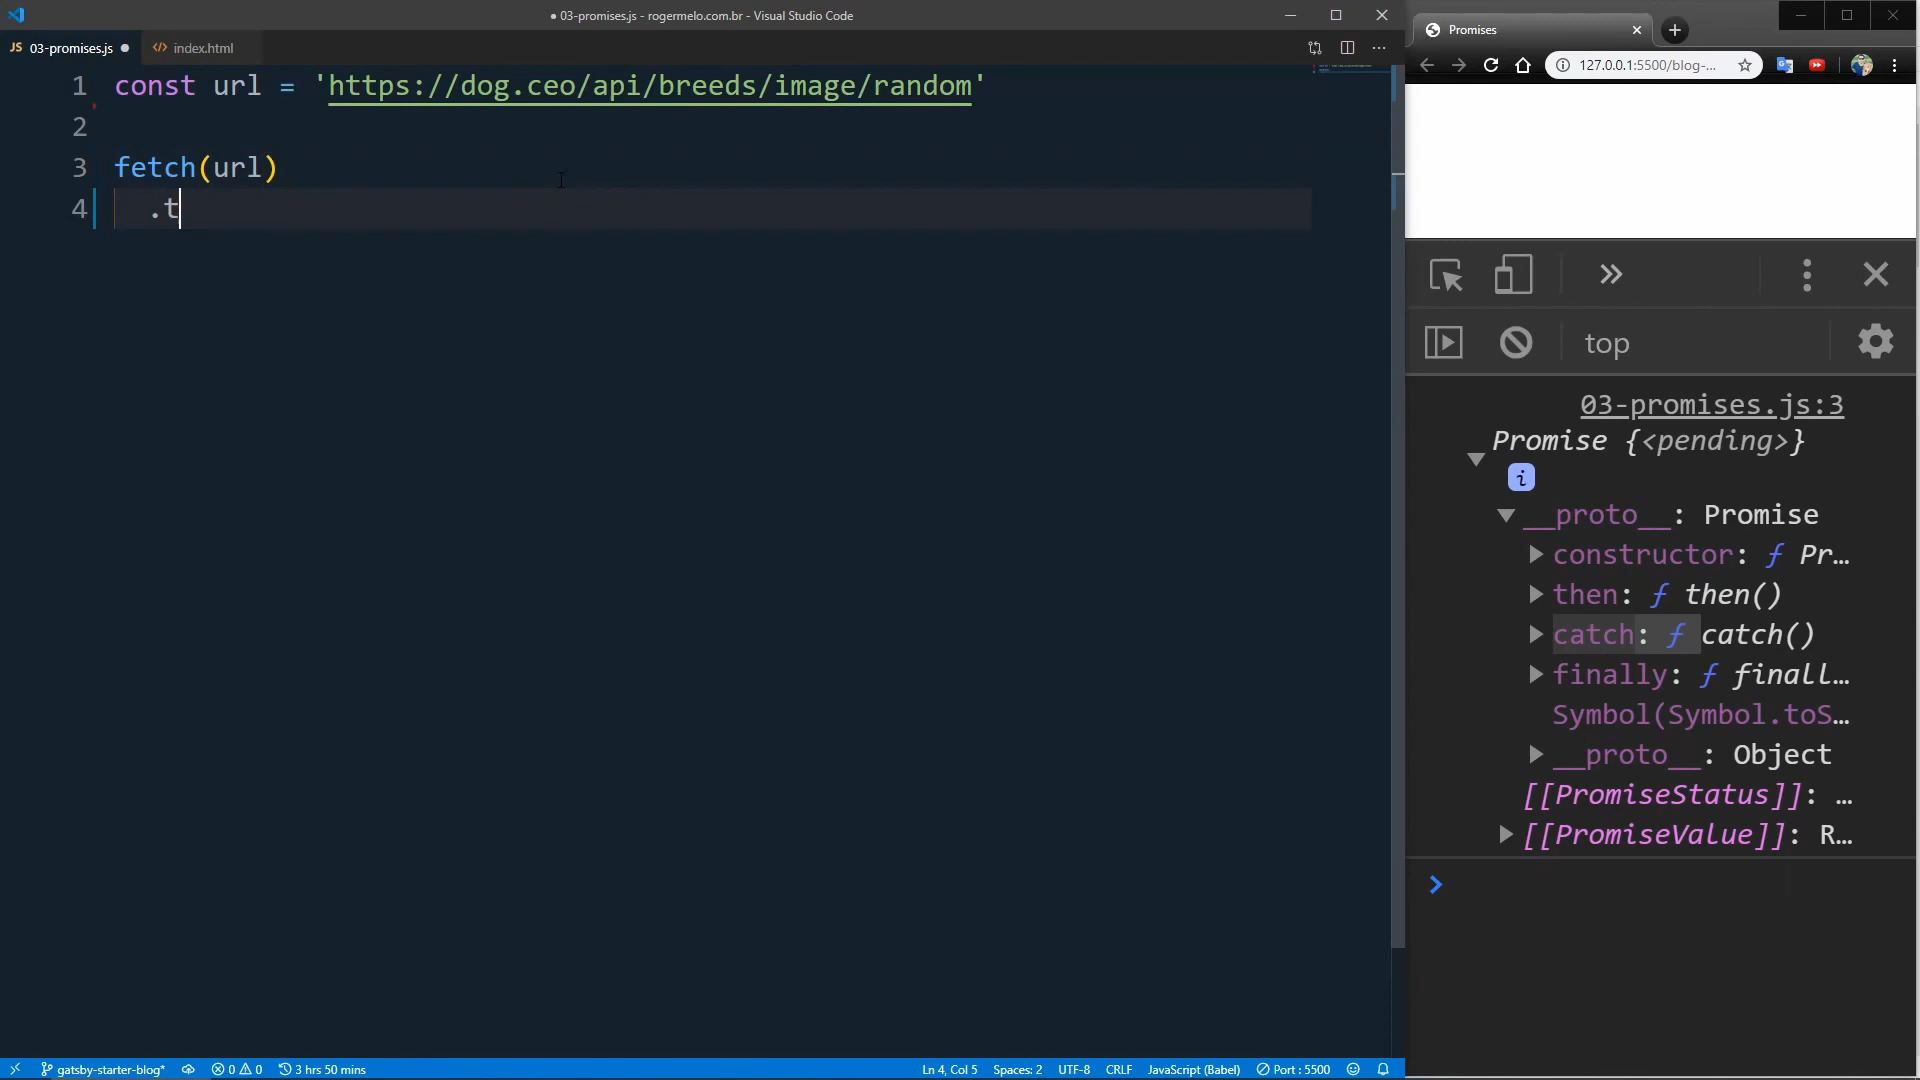 ● 03-promises.js - rogermelo.com.br - Visual Studio Code
JS 03-promises.js ●
<> index.html
1 const url = 'https://dog.ceo/api/breeds/image/random'
2
3 fetch(url)
4 .t
Ln 4, Col 5
Spaces: 2
UTF-8
CRLF
JavaScript (Babel)
Port : 5500
gatsby-starter-blog*
0 0
3 hrs 50 mins
Promises
127.0.0.1:5500/blog-...
top
03-promises.js:3
Promise {<pending>}
i
__proto__: Promise
constructor: ƒ Pr…
then: ƒ then()
catch: ƒ catch()
finally: ƒ finall…
Symbol(Symbol.toS…
__proto__: Object
[[PromiseStatus]]: …
[[PromiseValue]]: R…